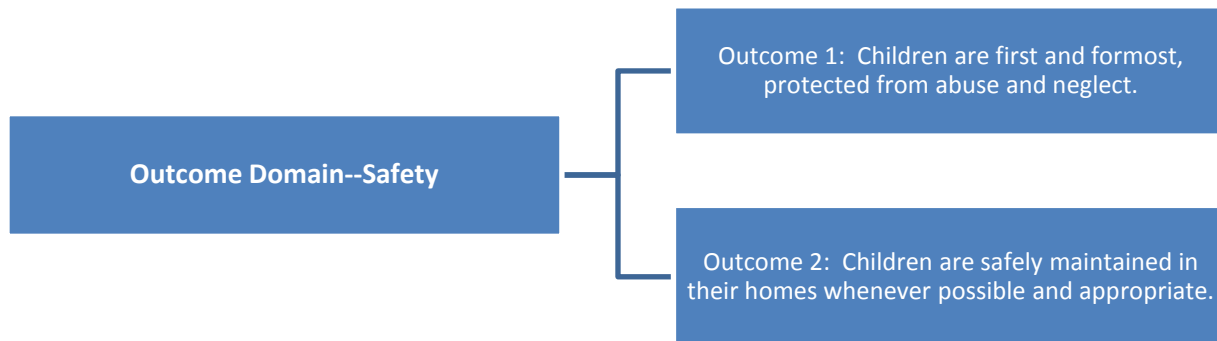 Outcome Domain--Safety
Outcome 1:  Children are first and formost,
protected from abuse and neglect.
Outcome 2:  Children are safely maintained in
their homes whenever possible and appropriate.